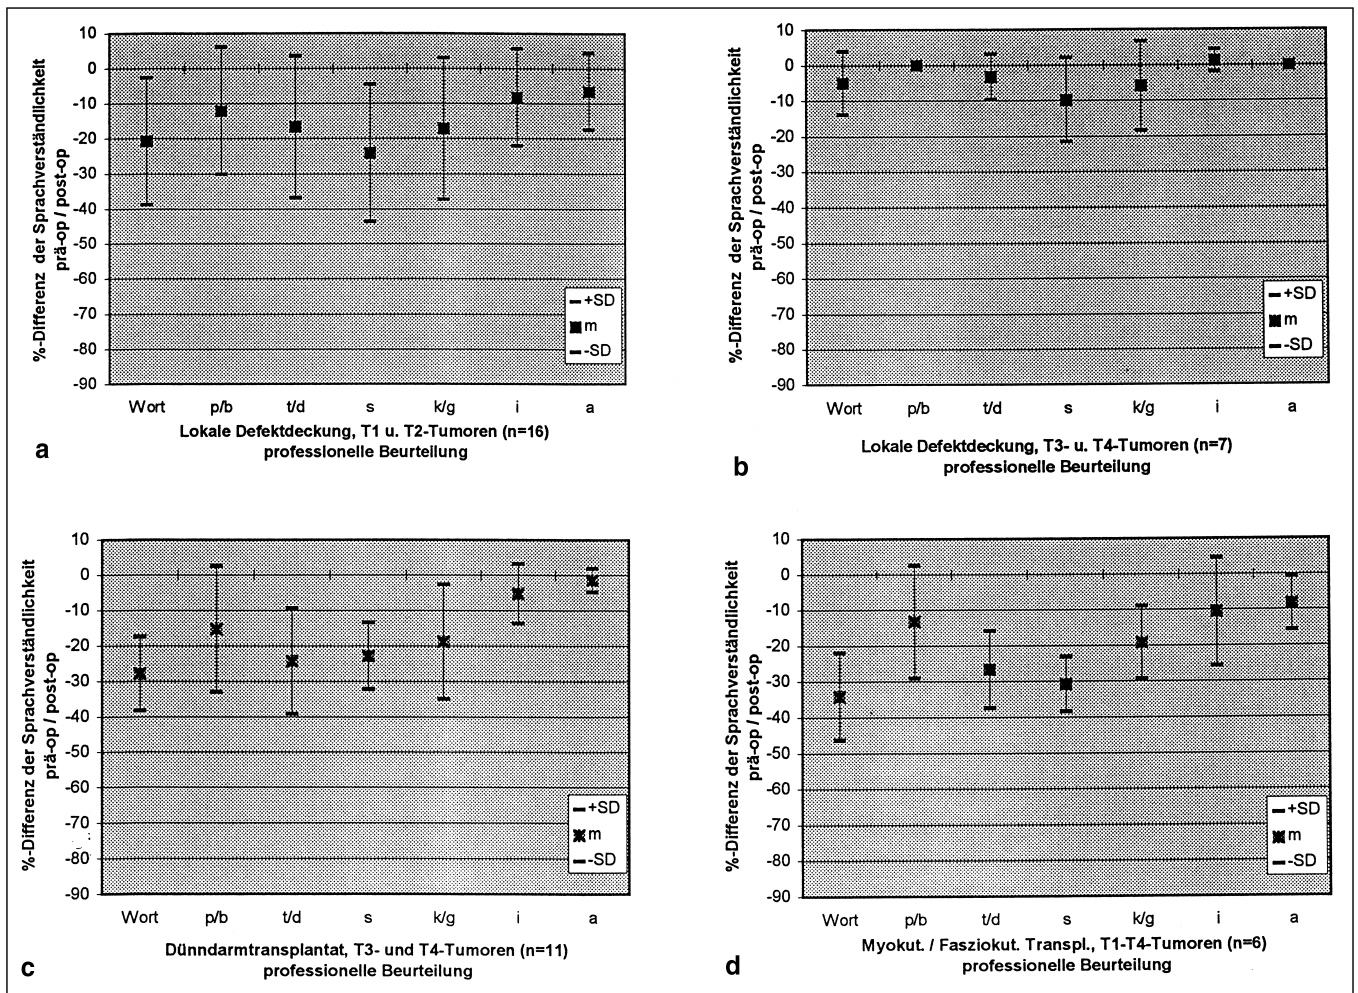 %-Differenz der Sprachverständlichkeit
prä-op / post-op
10
0
-10
-20
-30
-40
-50
-60
-70
-80
-90
+SD
m
-SD
Wort p/b t/d s k/g i a
Lokale Defektdeckung, T1 u. T2-Tumoren (n=16)
professionelle Beurteilung
a
%-Differenz der Sprachverständlichkeit
prä-op / post-op
10
0
-10
-20
-30
-40
-50
-60
-70
-80
-90
+SD
m
-SD
Wort p/b t/d s k/g i a
Lokale Defektdeckung, T3- u. T4-Tumoren (n=7)
professionelle Beurteilung
b
%-Differenz der Sprachverständlichkeit
prä-op / post-op
10
0
-10
-20
-30
-40
-50
-60
-70
-80
-90
+SD
m
-SD
Wort p/b t/d s k/g i a
Dünndarmtransplantat, T3- und T4-Tumoren (n=11)
professionelle Beurteilung
c
%-Differenz der Sprachverständlichkeit
prä-op / post-op
10
0
-10
-20
-30
-40
-50
-60
-70
-80
-90
+SD
m
-SD
Wort p/b t/d s k/g i a
Myokut. / Fasziokut. Transpl., T1-T4-Tumoren (n=6)
professionelle Beurteilung
d